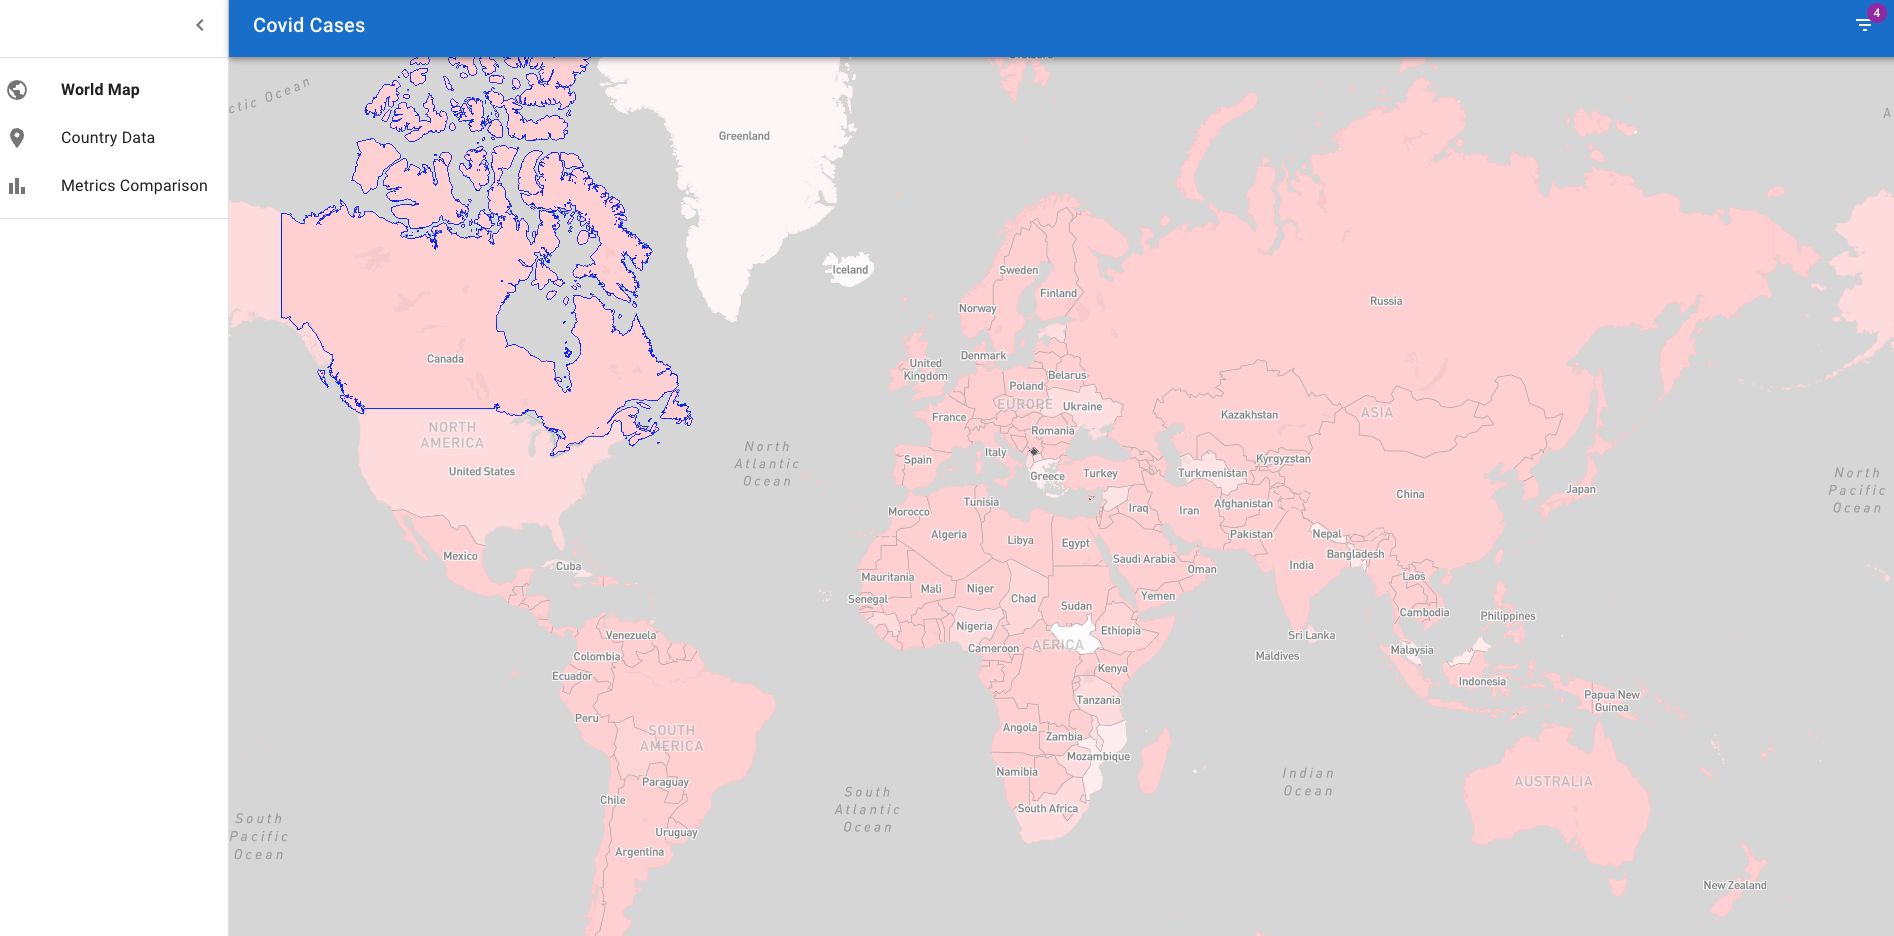 Covid Cases
4
World Map
Country Data
Metrics Comparison
ctic Ocean
Greenland
A
Iceland
Sweden
Finland
Norway
Russia
Canada
United
Kingdom
Denmark
Belarus
Poland
EUROPE
Ukraine
France
Kazakhstan
ASIA
NORTH
AMERICA
Romania
North
Atlantic
Ocean
Italy
Spain
Kyrgyzstan
United States
Greece
Turkey
Turkmenistan
North
Pacific
Ocean
Japan
China
Tunisia
Morocco
Iraq
Iran
Afghanistan
Algeria
Libya
Egypt
Pakistan
Nepal
Bangladesh
Mexico
Cuba
Saudi Arabia
Oman
India
Laos
Mauritania
Mali
Niger
Chad
Sudan
Yemen
Senegal
Cambodia
Philippines
Nigeria
Ethiopia
Venezuela
Sri Lanka
Cameroon
AFRICA
Colombia
Maldives
Malaysia
Ecuador
Kenya
Indonesia
Tanzania
Papua New
Guinea
Peru
Angola
Zambia
SOUTH
AMERICA
Mozambique
Namibia
Indian
Ocean
AUSTRALIA
Paraguay
Chile
South
Atlantic
Ocean
South Africa
South
Pacific
Ocean
Uruguay
Argentina
New Zealand